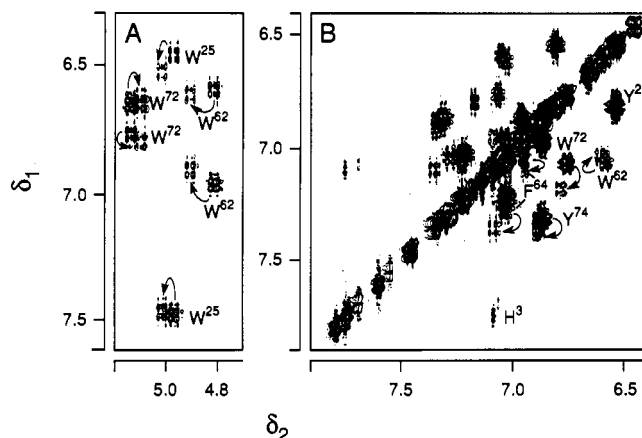 A
B
6.5
7.0
7.5
δ₁
W²⁵
W⁷²
W⁶²
W⁷²
W⁶²
W²⁵
5.0 4.8
6.5
7.0
7.5
W⁷²
W⁶²
F⁶⁴
Y⁷⁴
H³
7.5 7.0 6.5
δ₂